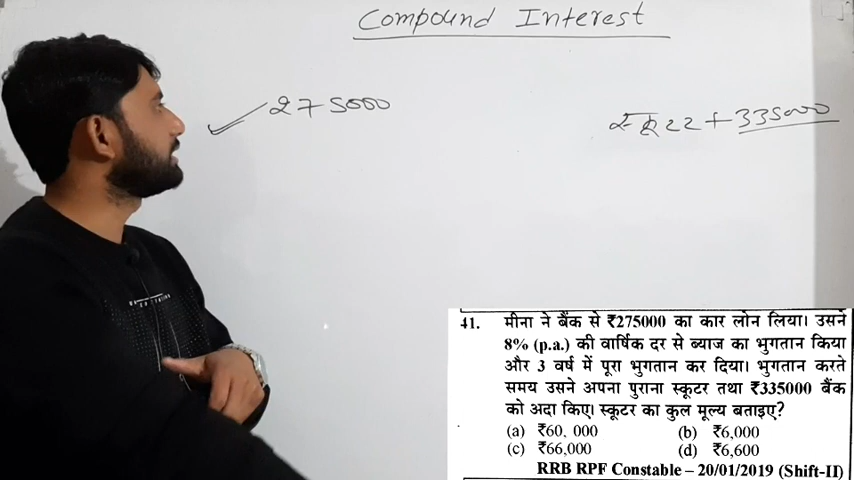 Compound Interest
275000
22 + 335000
41. मीना ने बैंक से ₹275000 का कार लोन लिया। उसने
8% (p.a.) की वार्षिक दर से ब्याज का भुगतान किया
और 3 वर्ष में पूरा भुगतान कर दिया। भुगतान करते
समय उसने अपना पुराना स्कूटर तथा ₹335000 बैंक
को अदा किए। स्कूटर का कुल मूल्य बताइए?
(a) ₹60, 000 (b) ₹6,000
(c) ₹66,000 (d) ₹6,600
RRB RPF Constable – 20/01/2019 (Shift-II)